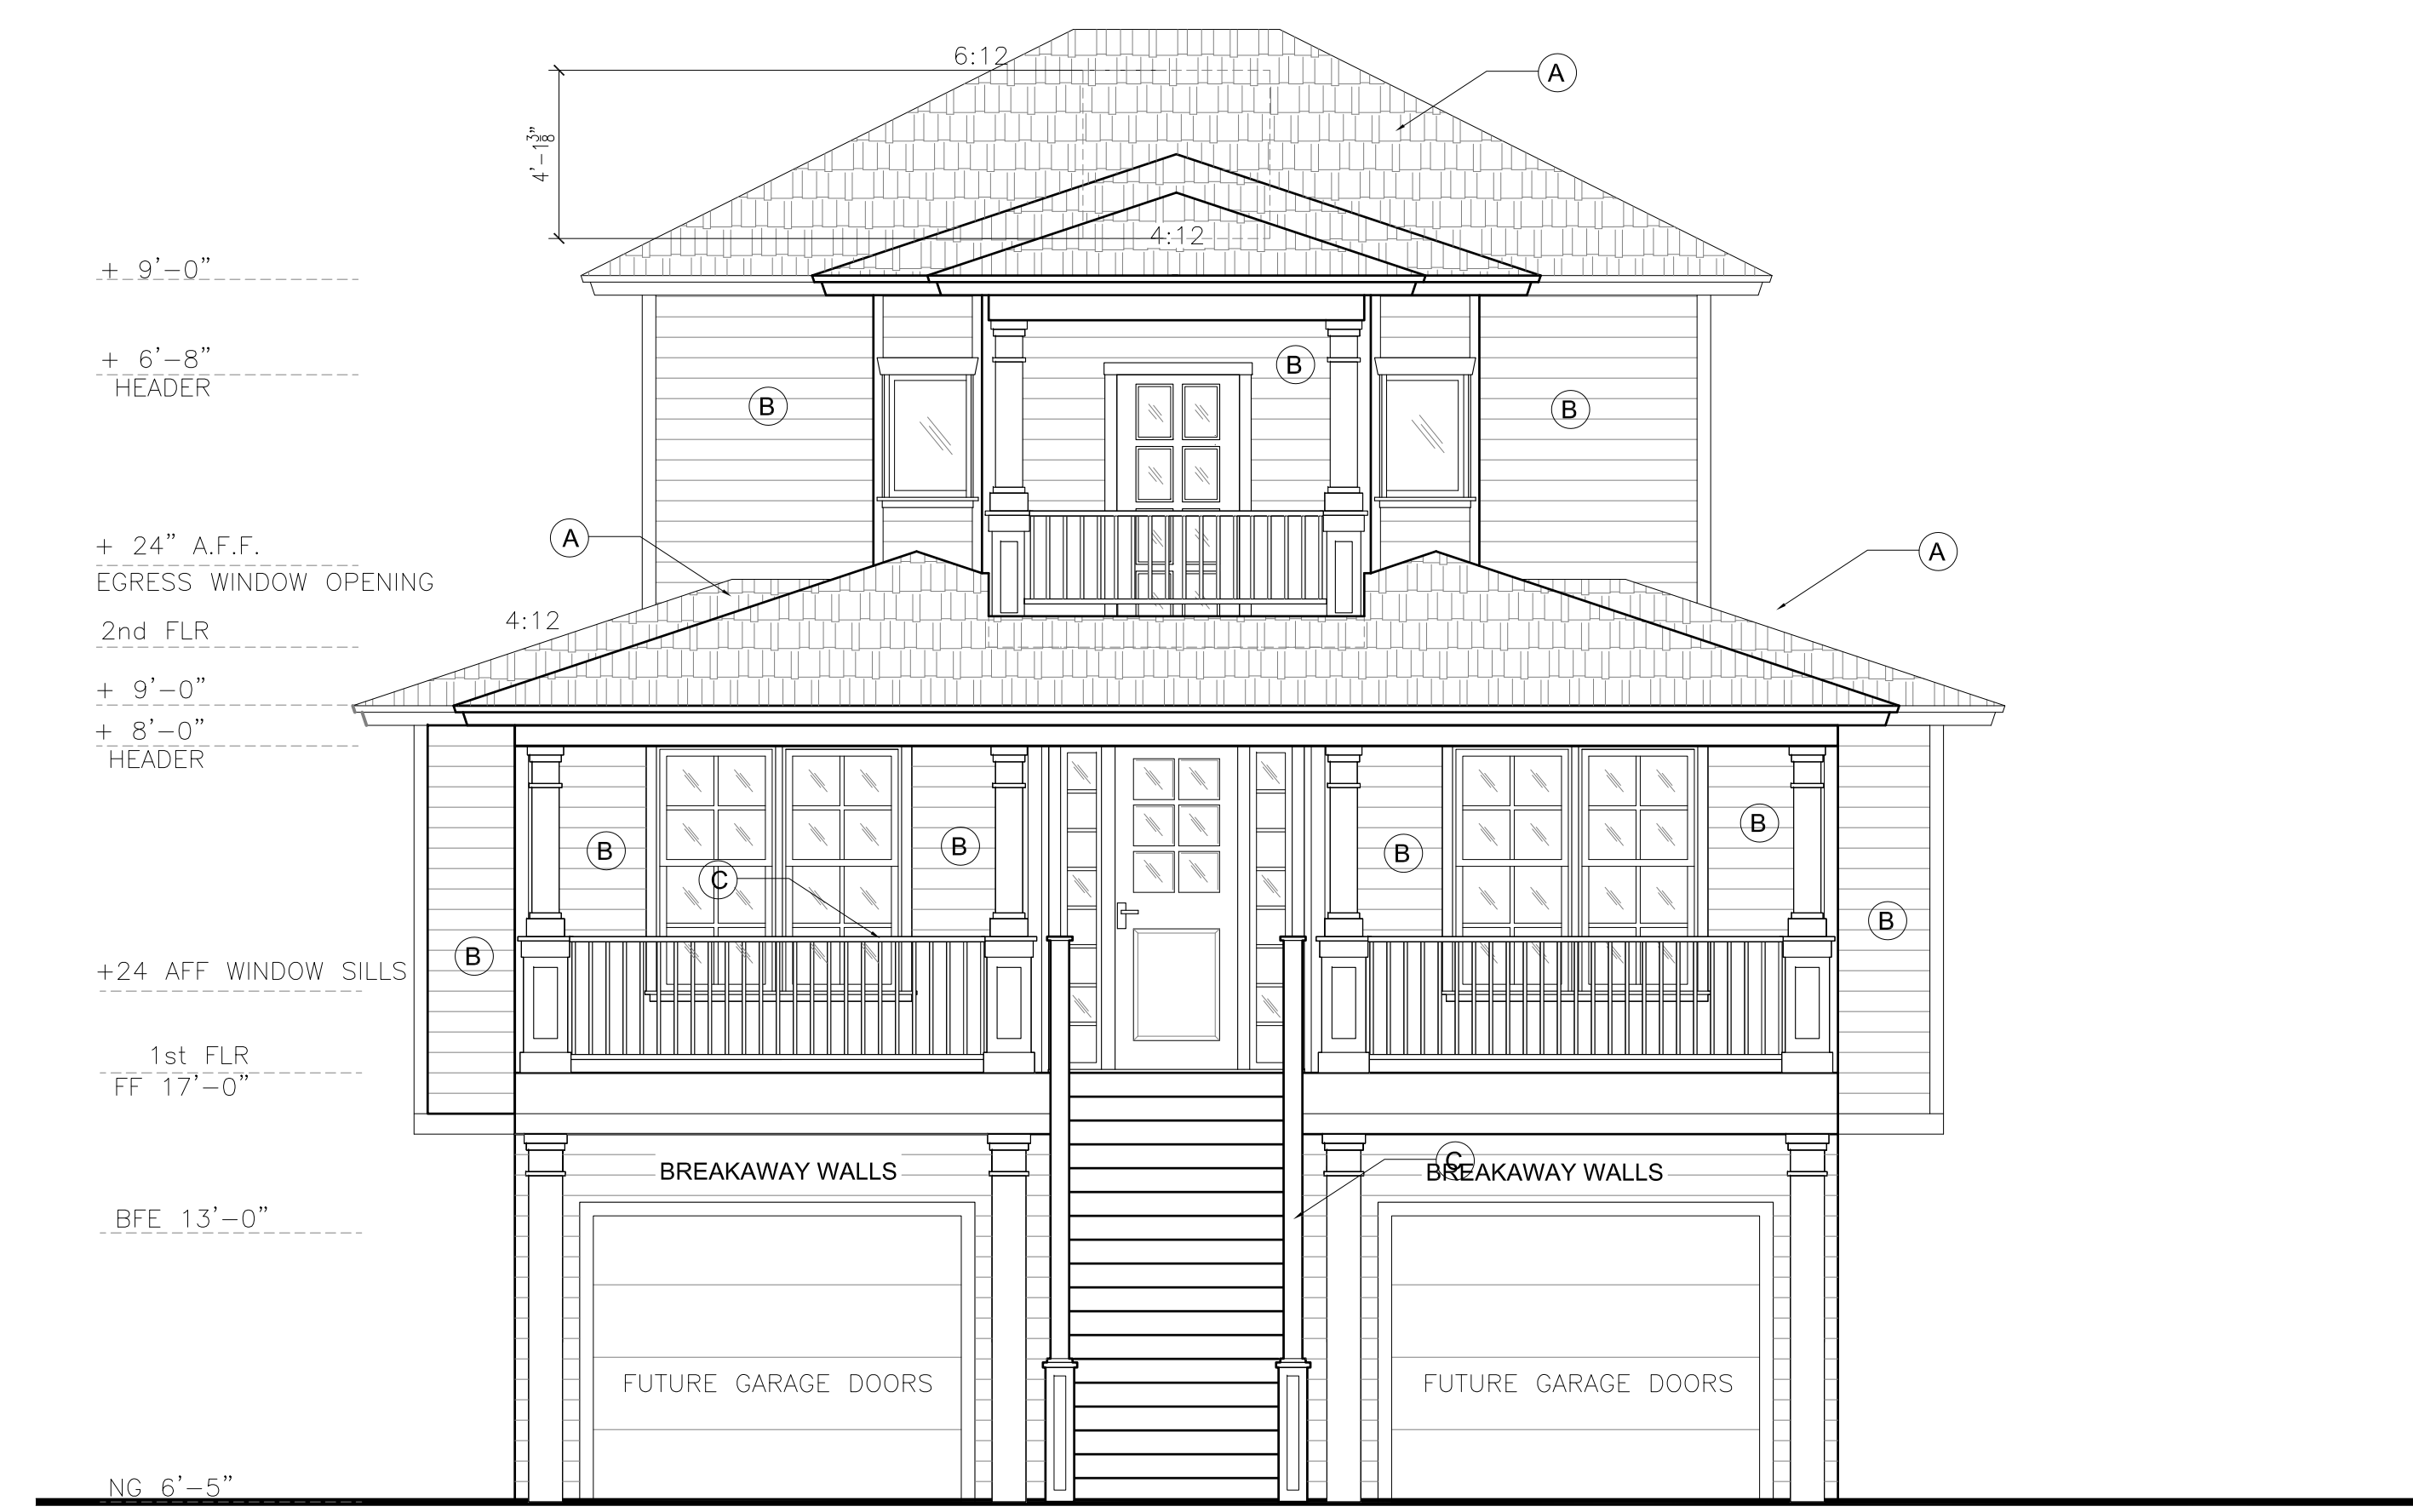 6:12
A
4'-1 3/8"
4:12
+ 9'-0"
+ 6'-8"
HEADER
B
B
B
A
A
+ 24" A.F.F.
EGRESS WINDOW OPENING
4:12
2nd FLR
+ 9'-0"
+ 8'-0"
HEADER
B
B
B
B
C
B
B
+24 AFF WINDOW SILLS
1st FLR
FF 17'-0"
BREAKAWAY WALLS
C
BREAKAWAY WALLS
BFE 13'-0"
FUTURE GARAGE DOORS
FUTURE GARAGE DOORS
NG 6'-5"